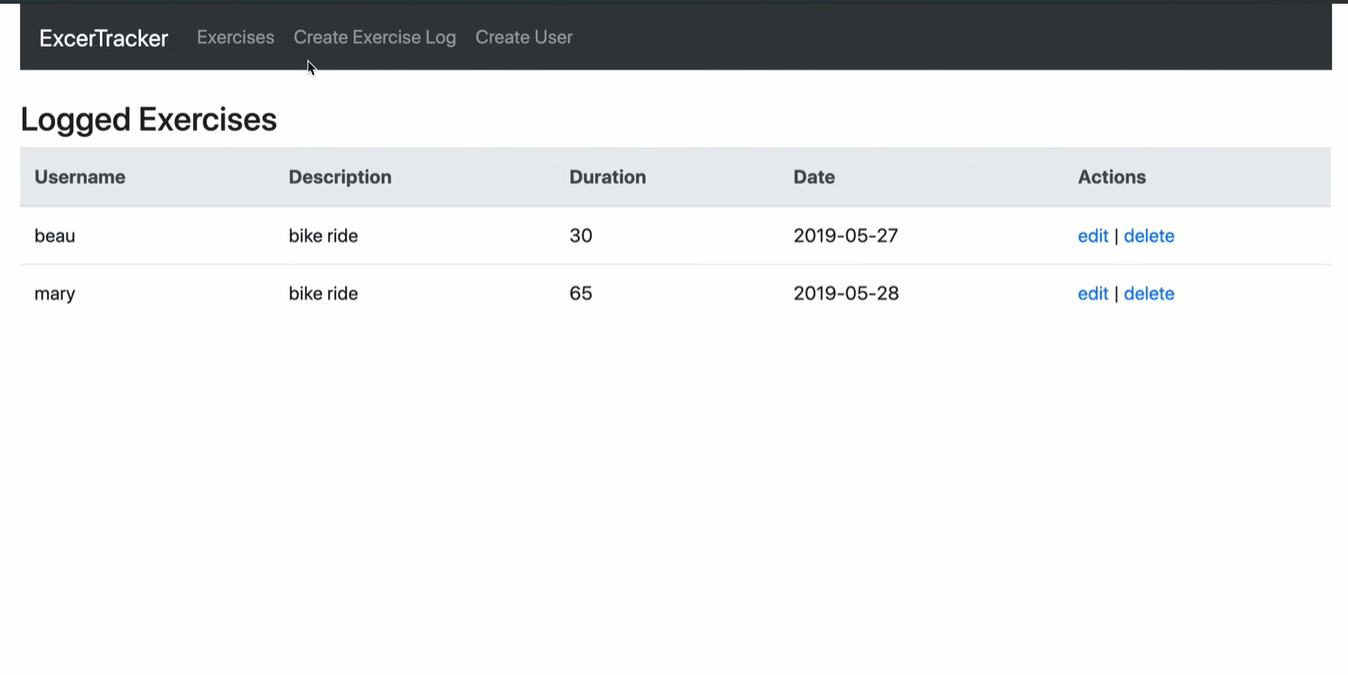 ExcerTracker Exercises Create Exercise Log Create User
Logged Exercises
Username Description Duration Date Actions
beau bike ride 30 2019-05-27 edit | delete
mary bike ride 65 2019-05-28 edit | delete